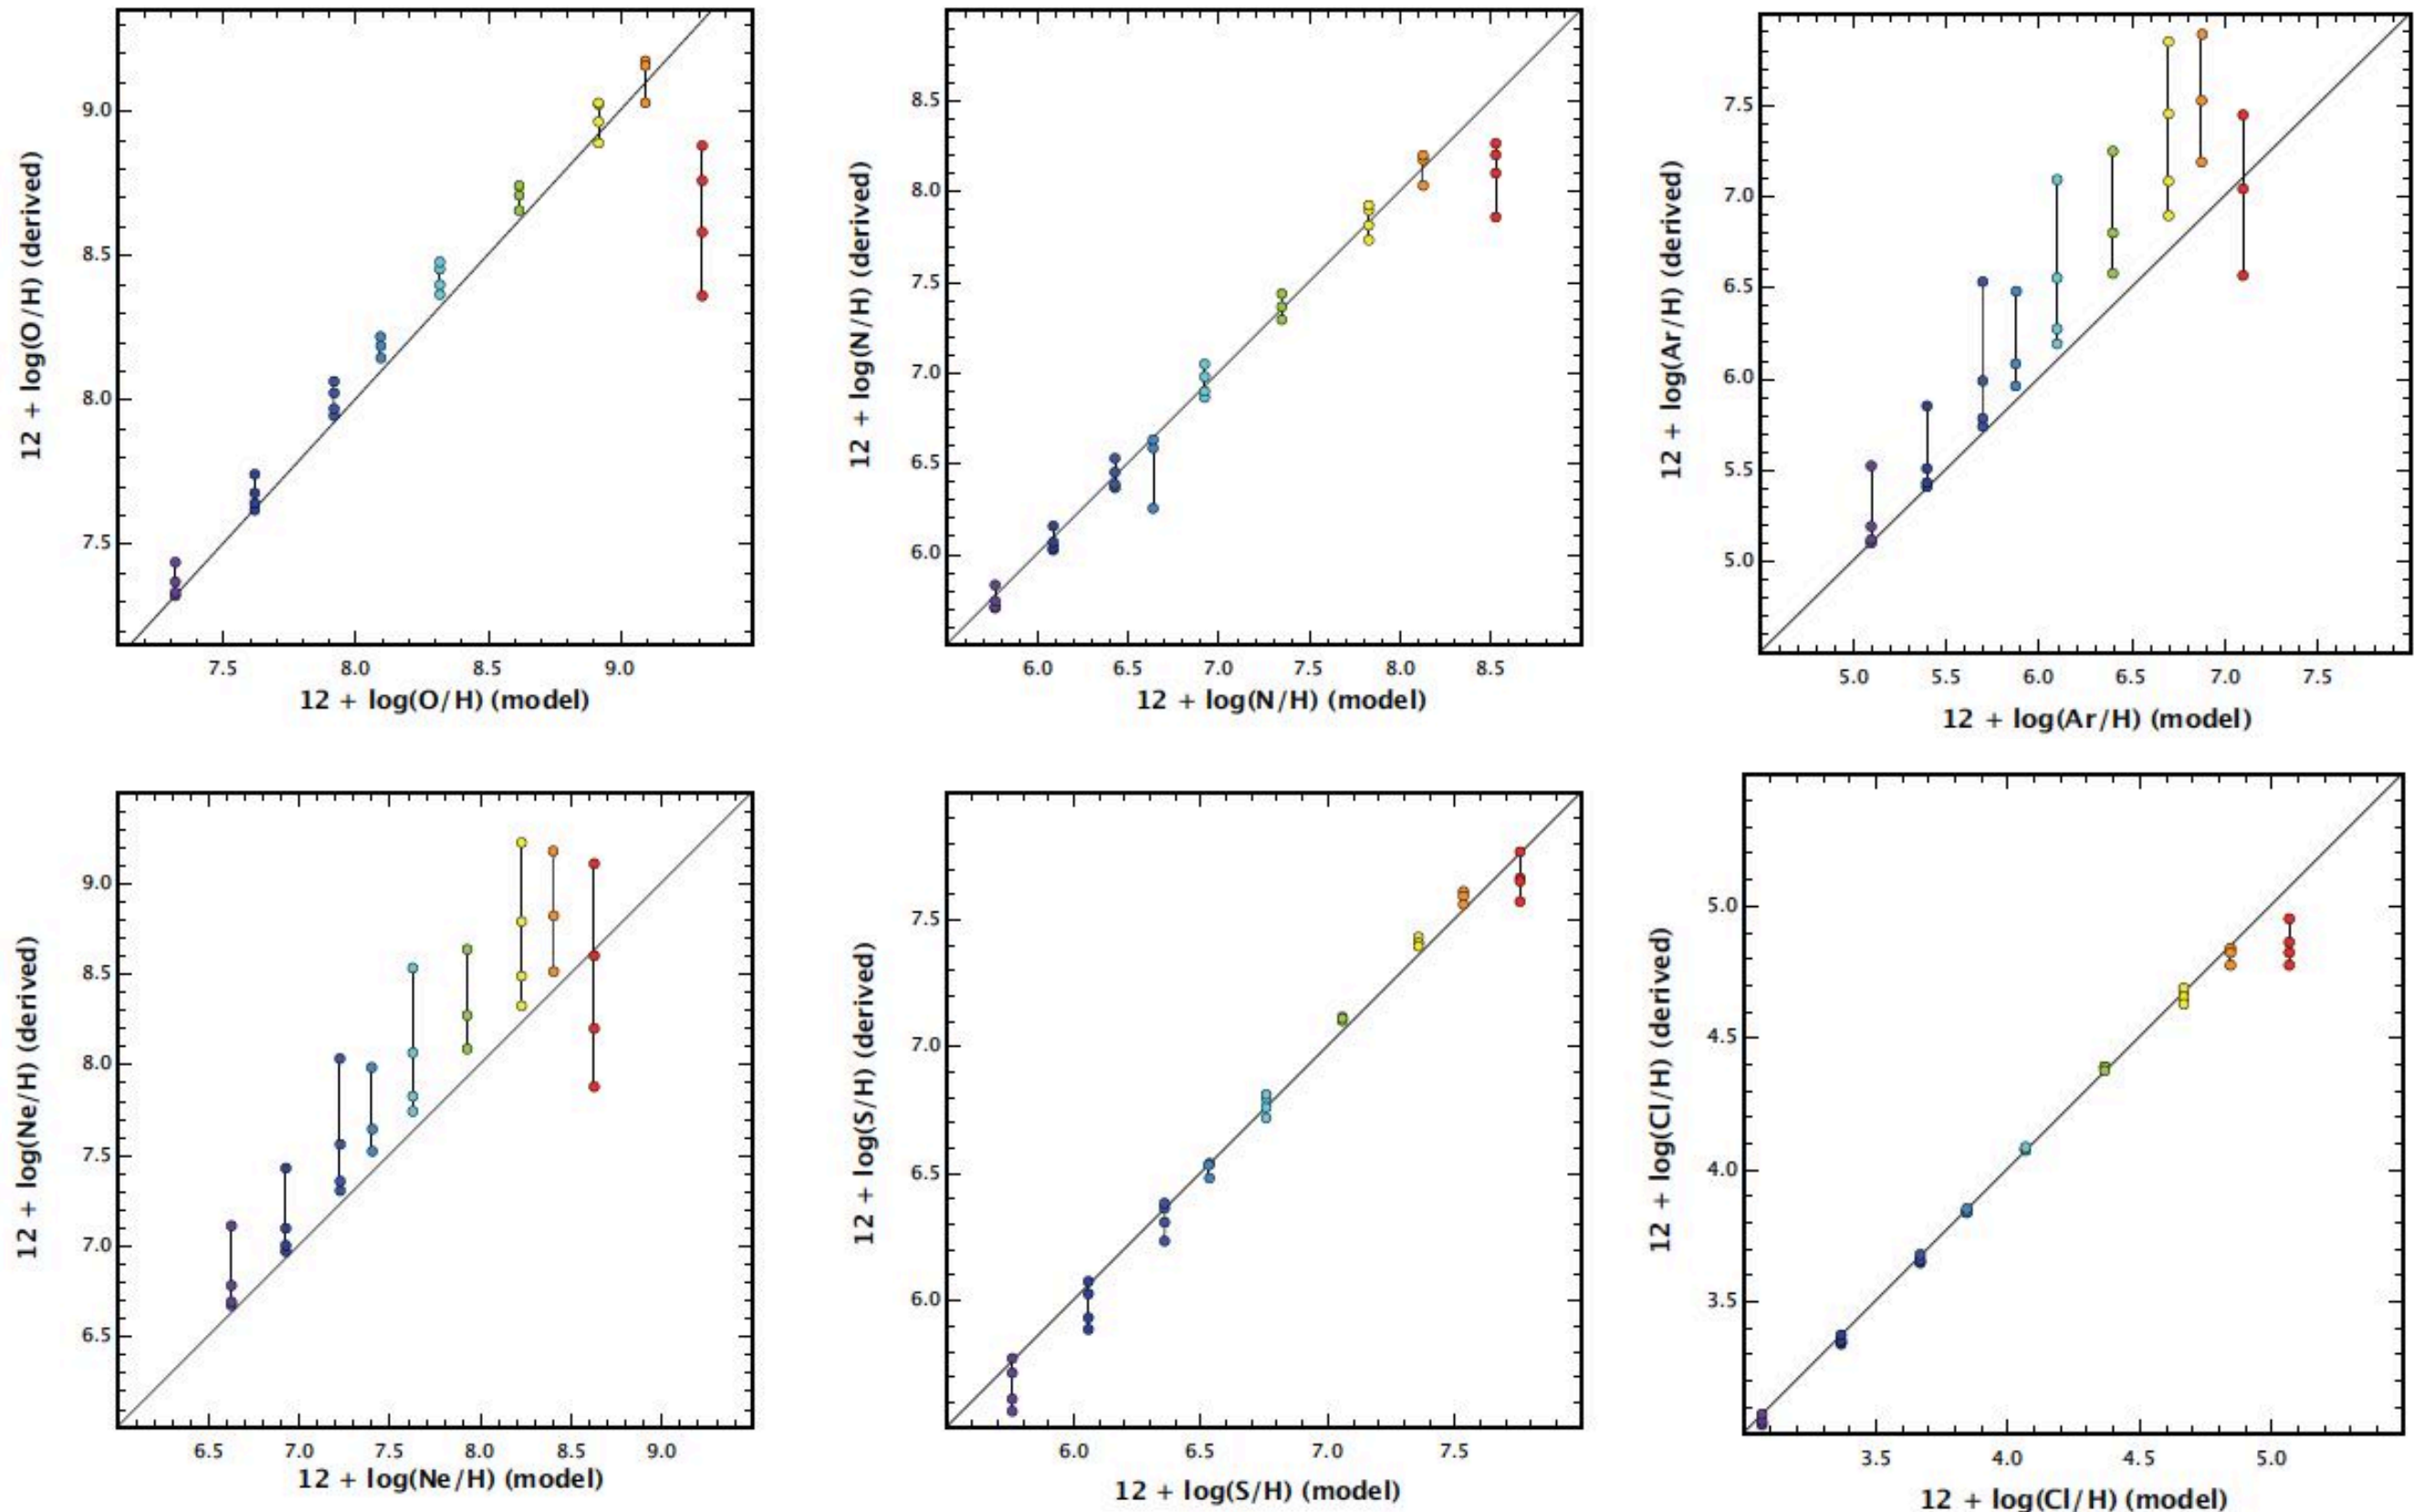 12 + log(O/H) (derived)
9.0
8.5
8.0
7.5
7.5 8.0 8.5 9.0
12 + log(O/H) (model)
12 + log(N/H) (derived)
8.5
8.0
7.5
7.0
6.5
6.0
6.0 6.5 7.0 7.5 8.0 8.5
12 + log(N/H) (model)
12 + log(Ar/H) (derived)
7.5
7.0
6.5
6.0
5.5
5.0
5.0 5.5 6.0 6.5 7.0 7.5
12 + log(Ar/H) (model)
12 + log(Ne/H) (derived)
9.0
8.5
8.0
7.5
7.0
6.5
6.5 7.0 7.5 8.0 8.5 9.0
12 + log(Ne/H) (model)
12 + log(S/H) (derived)
7.5
7.0
6.5
6.0
6.0 6.5 7.0 7.5
12 + log(S/H) (model)
12 + log(Cl/H) (derived)
5.0
4.5
4.0
3.5
3.5 4.0 4.5 5.0
12 + log(Cl/H) (model)